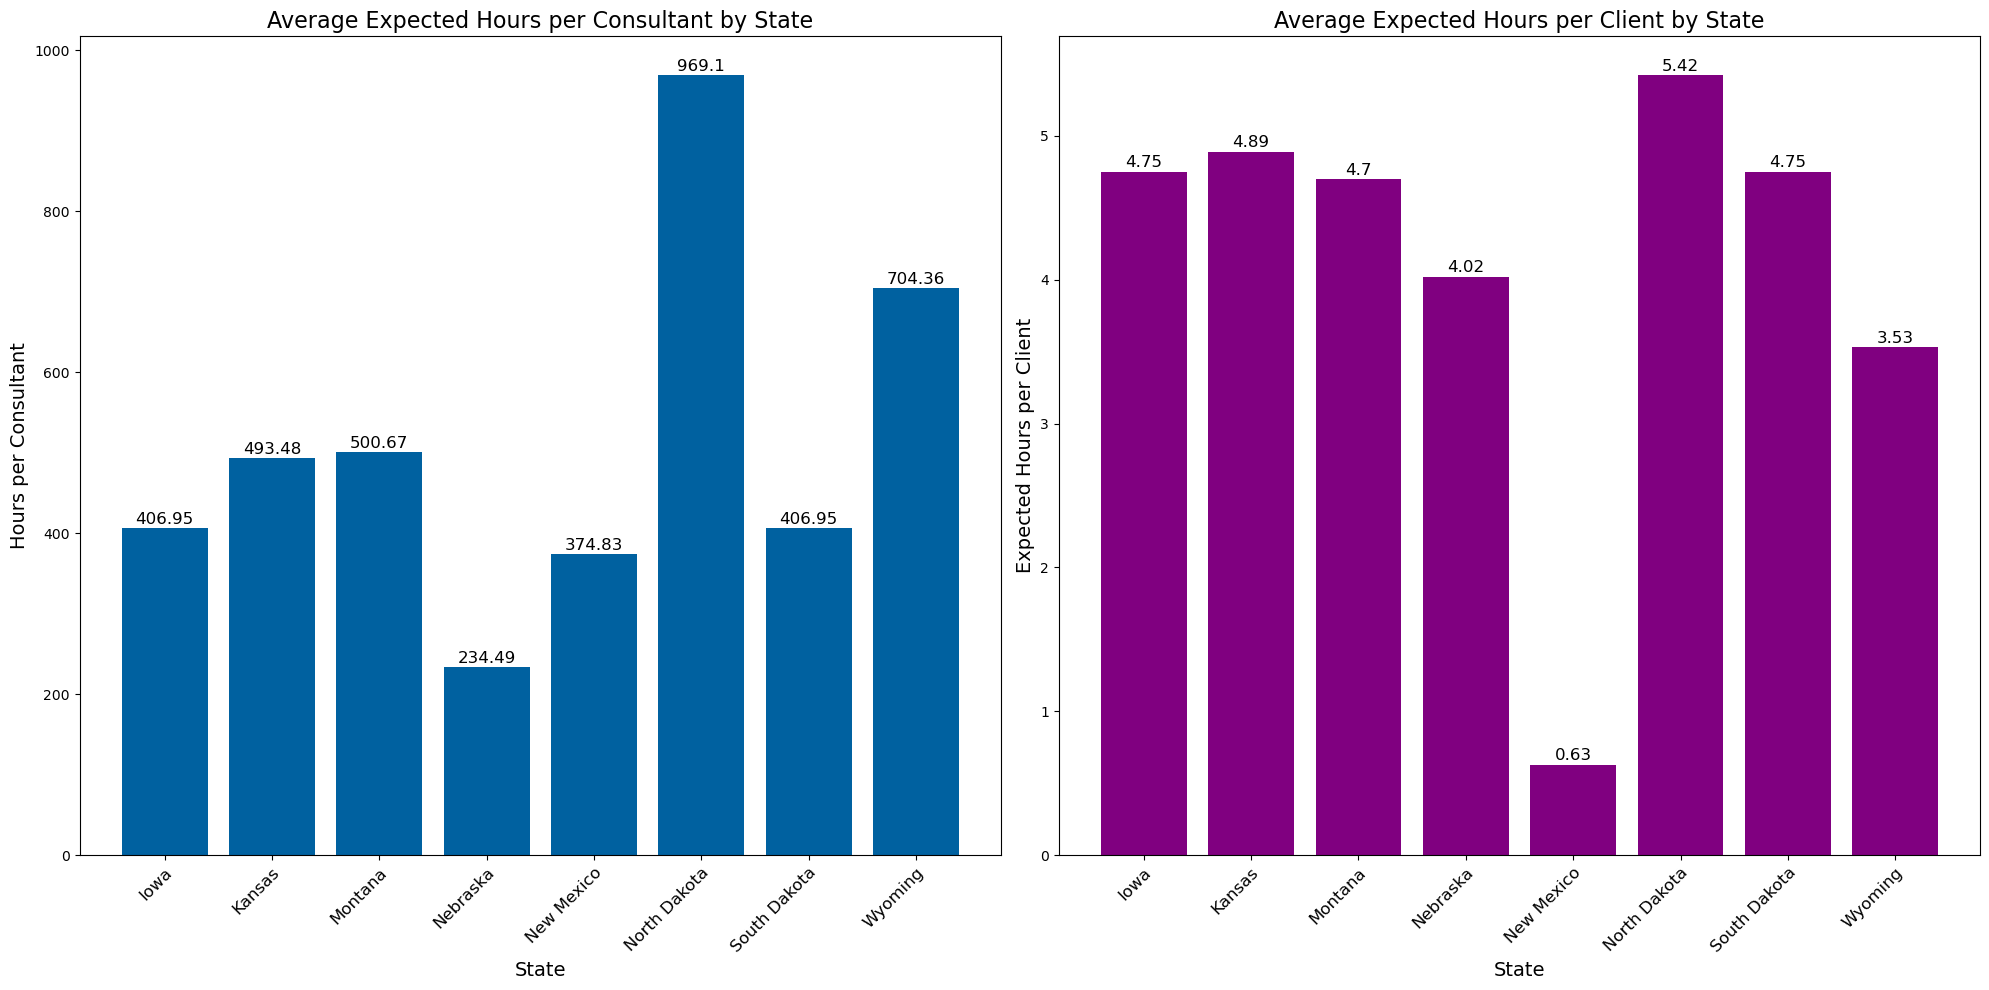 Average Expected Hours per Consultant by State
Hours per Consultant
1000
800
600
400
200
0
406.95
493.48
500.67
234.49
374.83
969.1
406.95
704.36
Iowa
Kansas
Montana
Nebraska
New Mexico
North Dakota
South Dakota
Wyoming
State
Average Expected Hours per Client by State
Expected Hours per Client
5
4
3
2
1
0
4.75
4.89
4.7
4.02
0.63
5.42
4.75
3.53
Iowa
Kansas
Montana
Nebraska
New Mexico
North Dakota
South Dakota
Wyoming
State